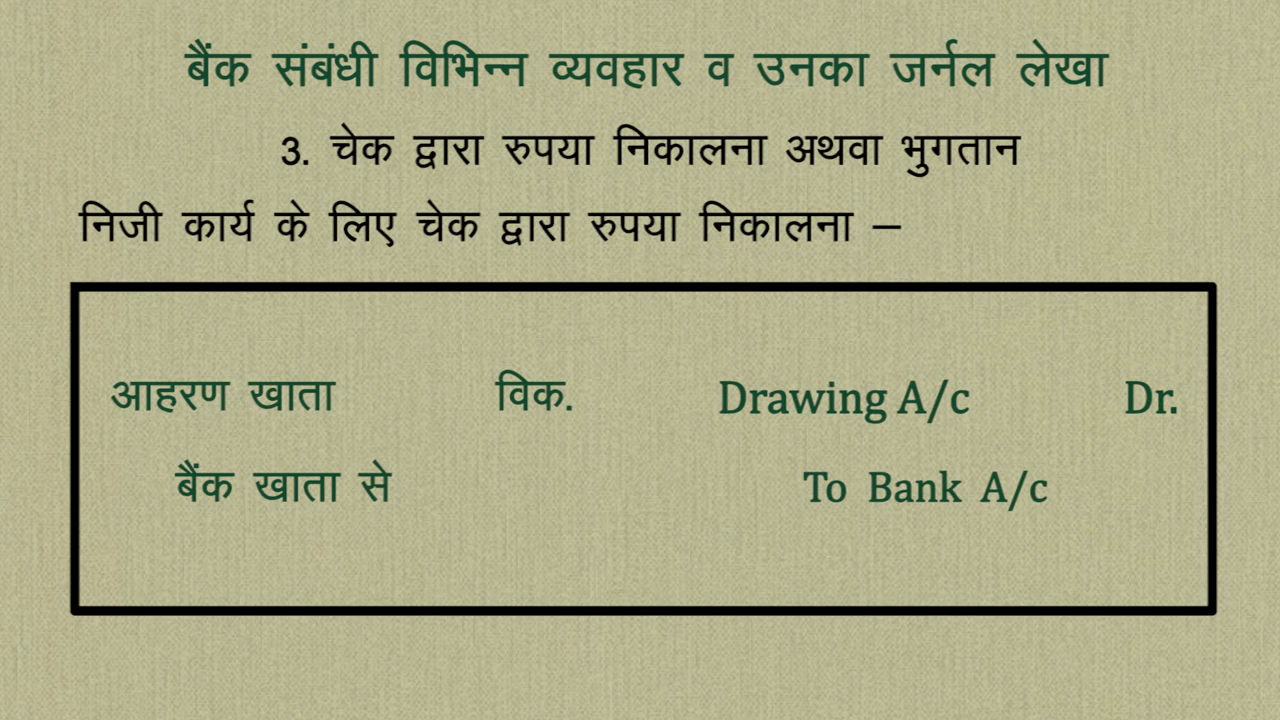 बैंक संबंधी विभिन्न व्यवहार व उनका जर्नल लेखा
3. चेक द्वारा रुपया निकालना अथवा भुगतान
निजी कार्य के लिए चेक द्वारा रुपया निकालना –
आहरण खाता विक. Drawing A/c Dr.
बैंक खाता से To Bank A/c